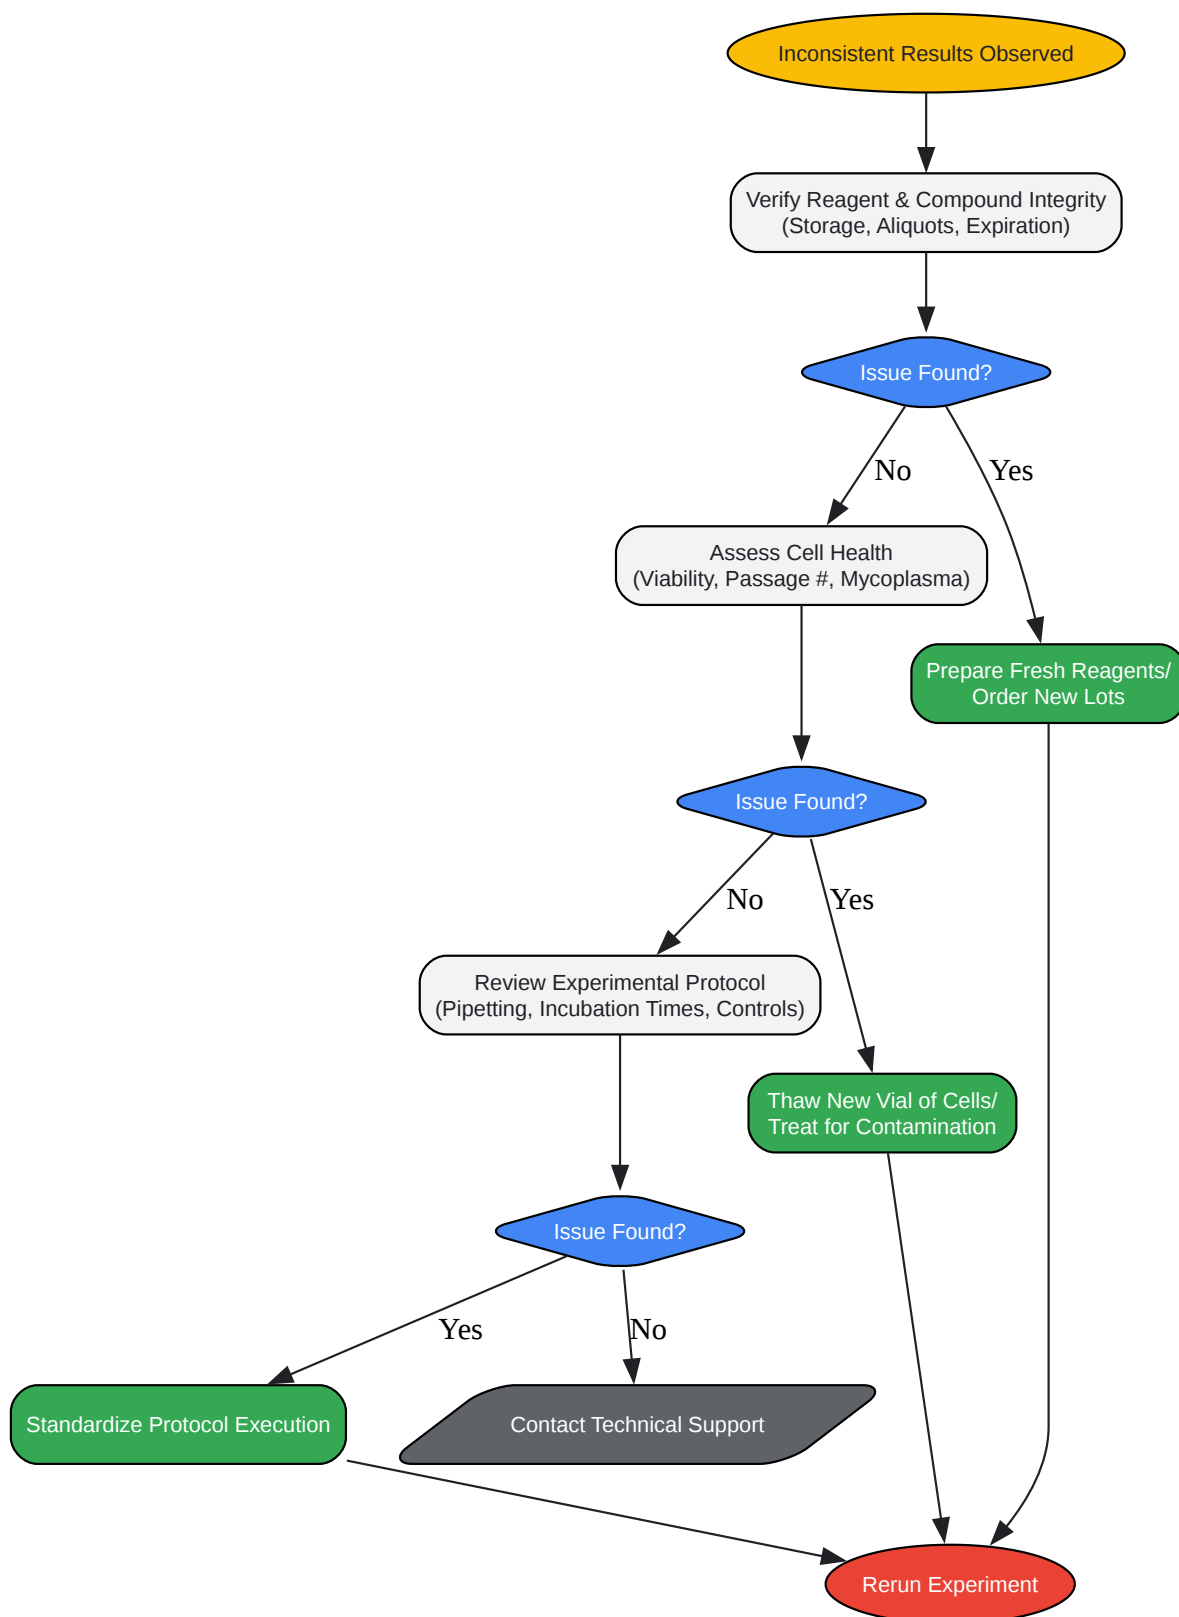 Inconsistent Results Observed
Verify Reagent & Compound Integrity
(Storage, Aliquots, Expiration)
Issue Found?
No
Yes
Assess Cell Health
(Viability, Passage #, Mycoplasma)
Prepare Fresh Reagents/
Order New Lots
Issue Found?
No
Yes
Review Experimental Protocol
(Pipetting, Incubation Times, Controls)
Thaw New Vial of Cells/
Treat for Contamination
Issue Found?
Yes
No
Standardize Protocol Execution
Contact Technical Support
Rerun Experiment